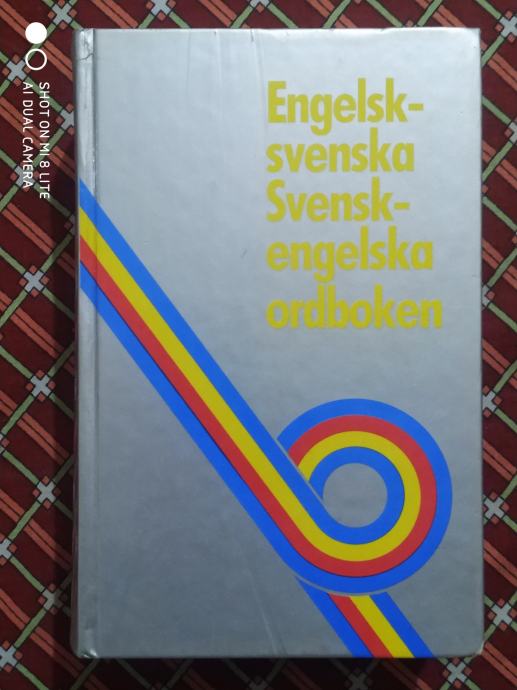 Engelsk-
svenska
Svensk-
engelska
ordboken
SHOT ON MI 8 LITE
AI DUAL CAMERA